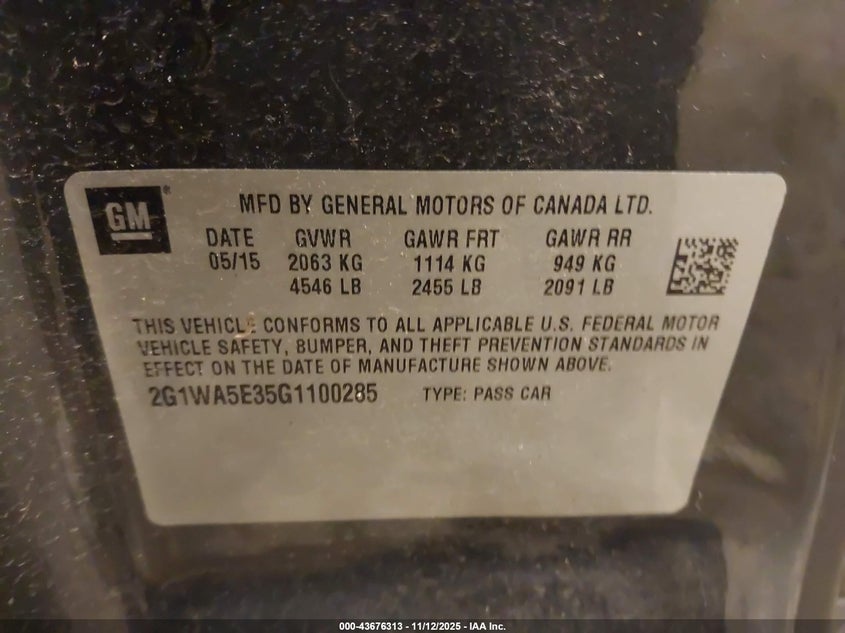 GM®
MFD BY GENERAL MOTORS OF CANADA LTD.
DATE GVWR GAWR FRT GAWR RR
05/15 2063 KG 1114 KG 949 KG
4546 LB 2455 LB 2091 LB
THIS VEHICLE CONFORMS TO ALL APPLICABLE U.S. FEDERAL MOTOR
VEHICLE SAFETY, BUMPER, AND THEFT PREVENTION STANDARDS IN
EFFECT ON THE DATE OF MANUFACTURE SHOWN ABOVE.
2G1WA5E35G1100285 TYPE: PASS CAR
000-43676313 - 11/12/2025 - IAA Inc.